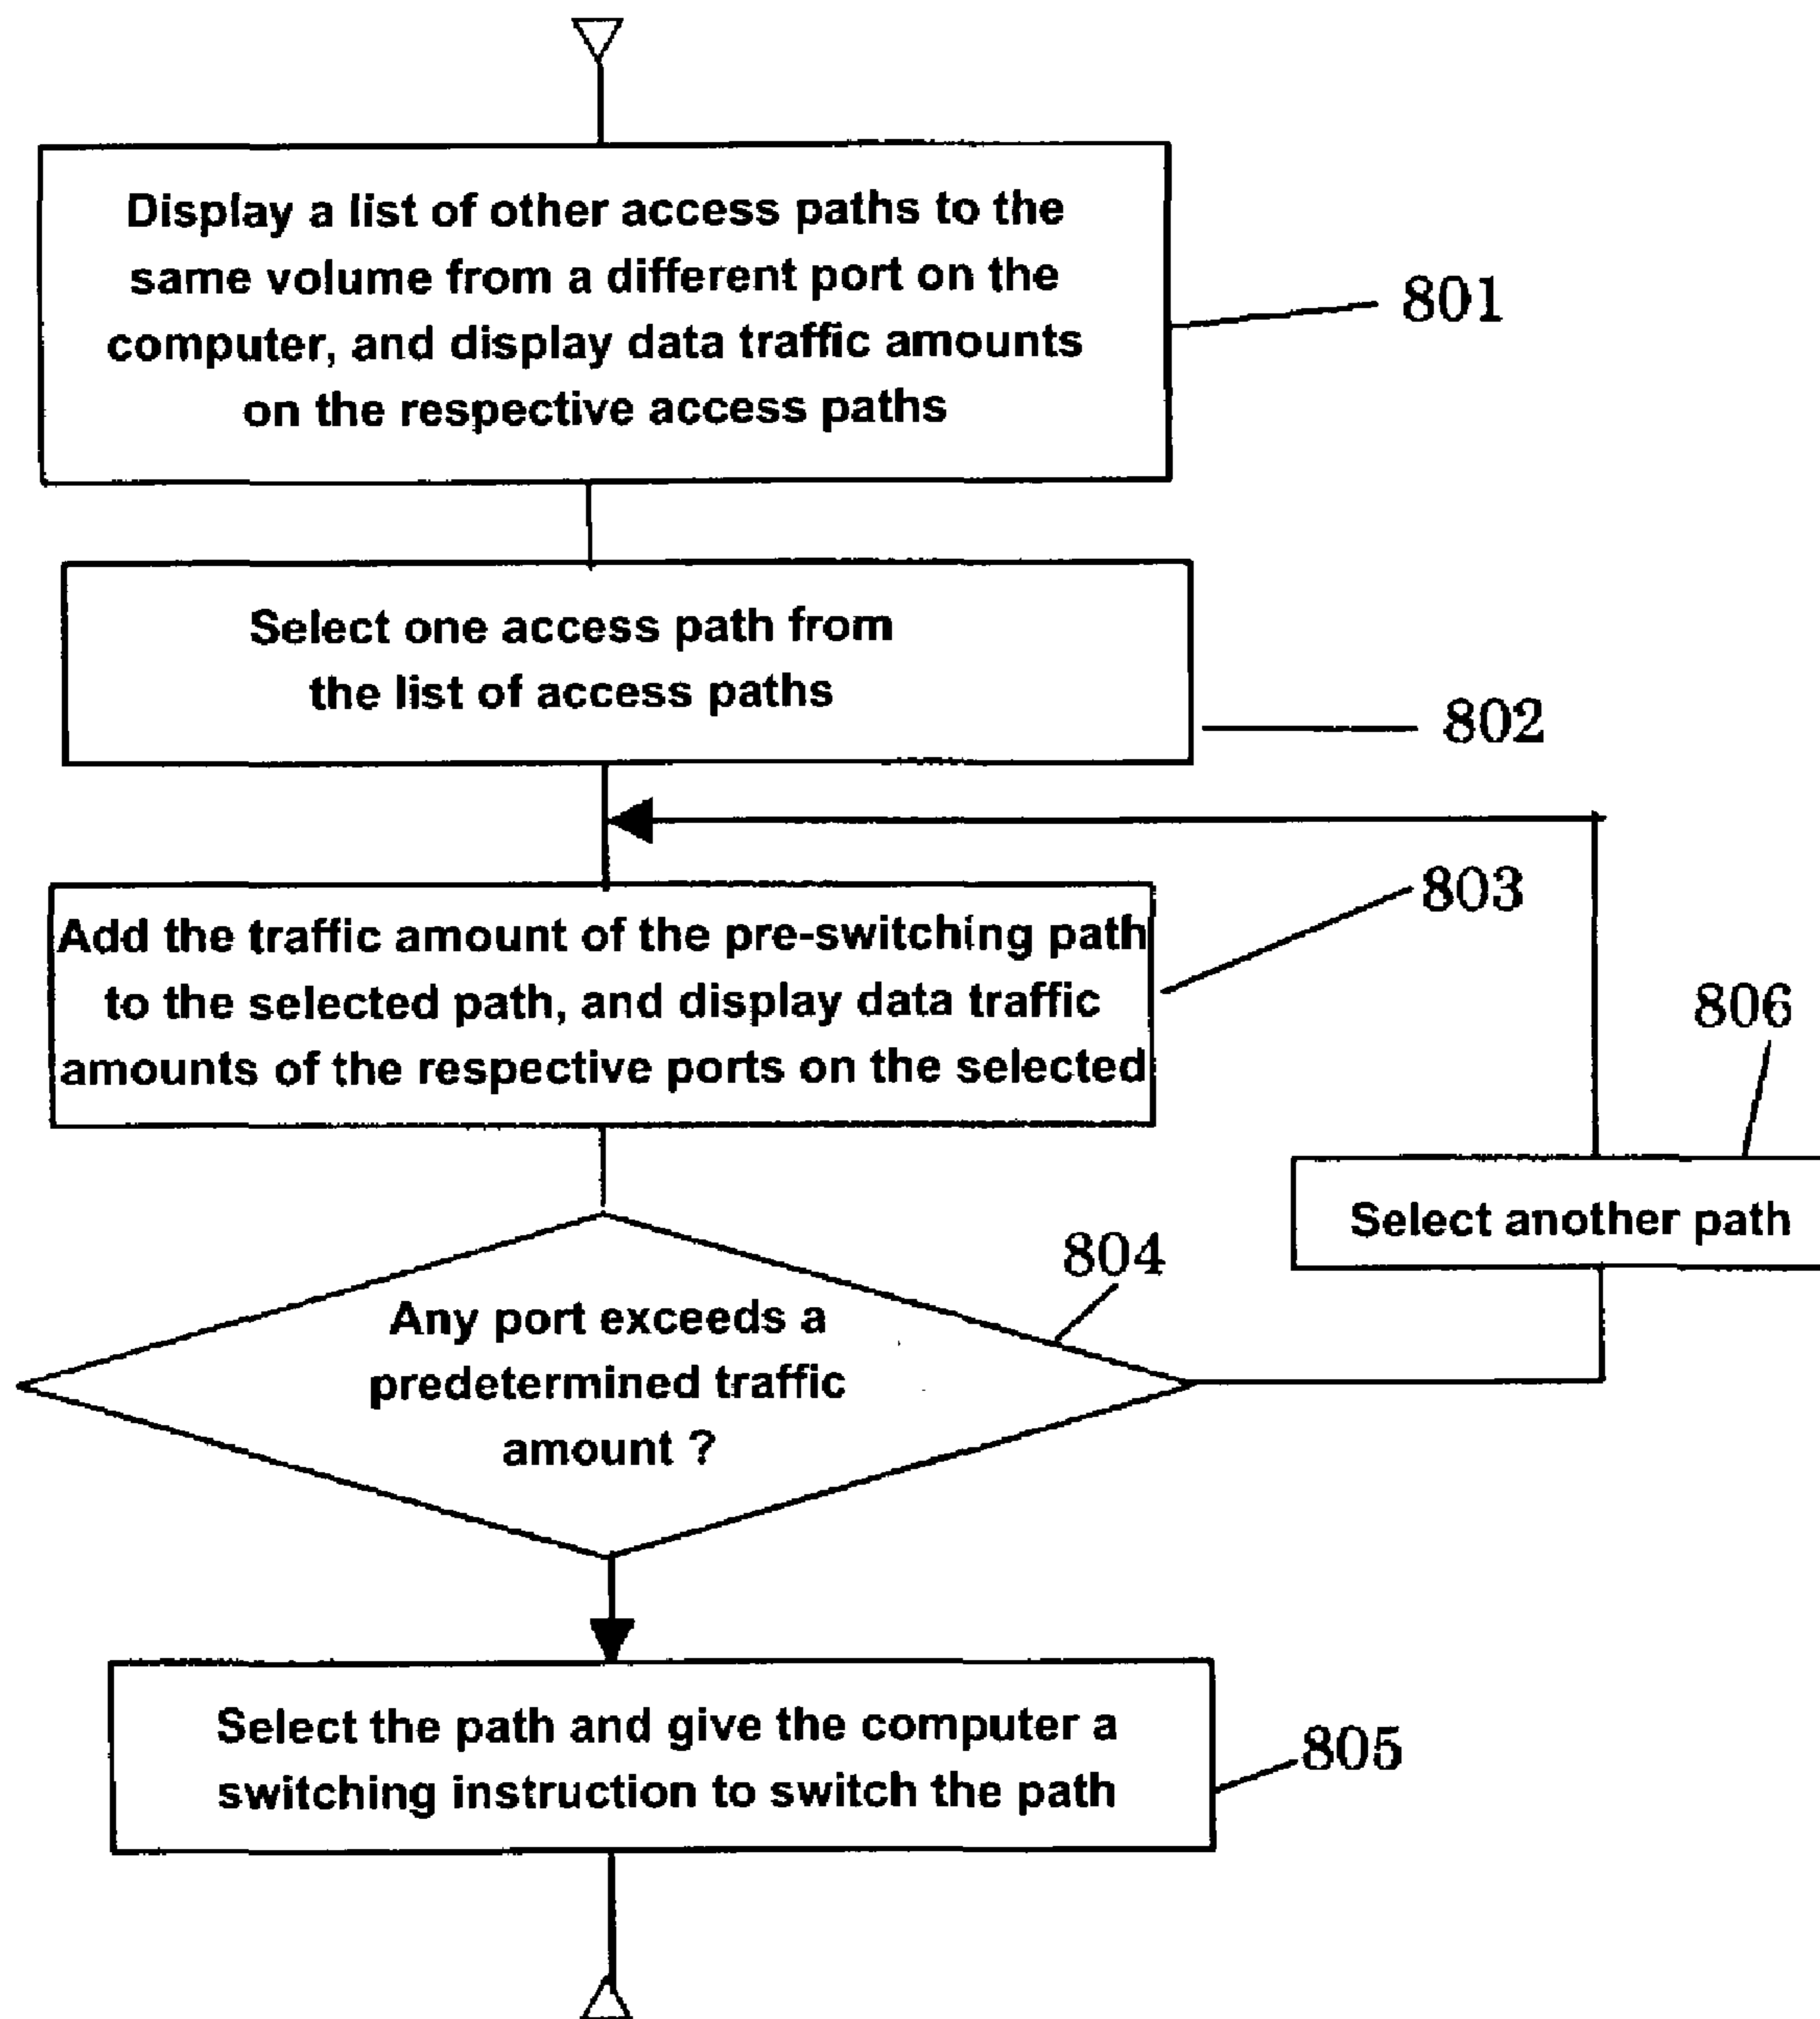 Display a list of other access paths to the
same volume from a different port on the
computer, and display data traffic amounts
on the respective access paths
801
Select one access path from
the list of access paths
802
Add the traffic amount of the pre-switching path
to the selected path, and display data traffic
amounts of the respective ports on the selected
803
806
Select another path
804
Any port exceeds a
predetermined traffic
amount ?
Select the path and give the computer a
switching instruction to switch the path
805